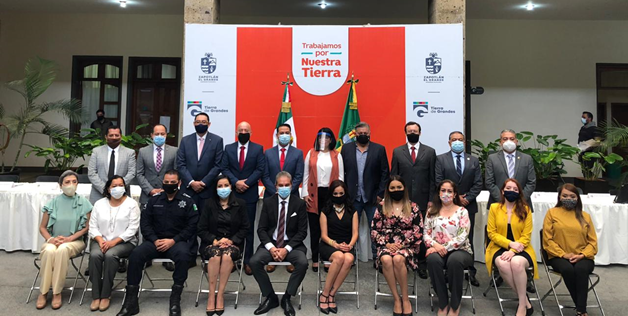 Trabajamos
por
Nuestra
Tierra
ZAPOTLÁN
EL GRANDE
Tierra
de Grandes
ZAPOTLÁN
EL GRANDE
Tierra
de Grandes